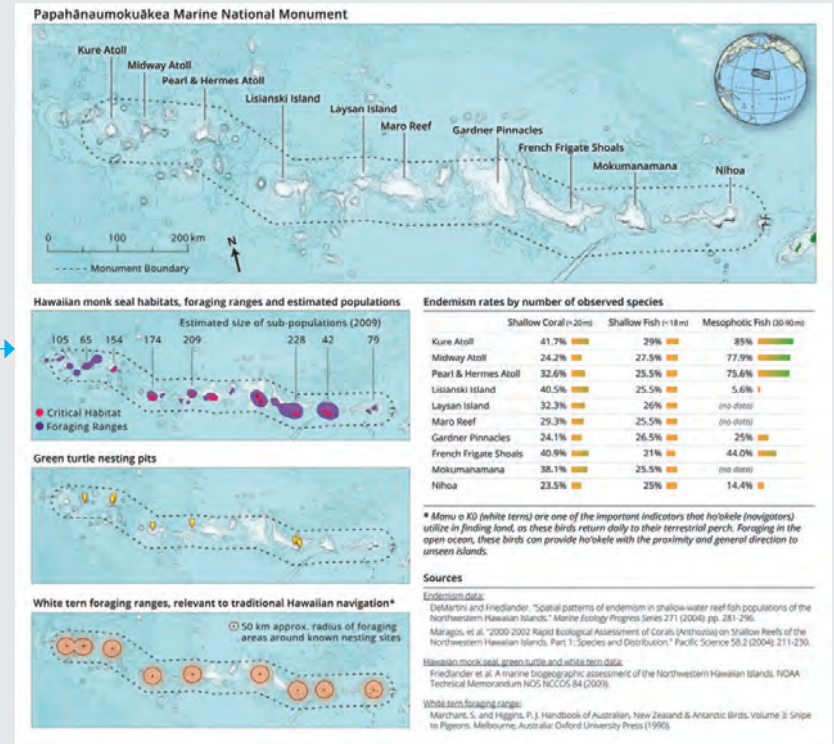 Papahānaumokuākea Marine National Monument
Kure Atoll
Midway Atoll
Pearl & Hermes Atoll
Lisianski Island
Laysan Island
Maro Reef
Gardner Pinnacles
French Frigate Shoals
Mokumanamana
Nihoa
0 100 200 km
N
Monument Boundary
Hawaiian monk seal habitats, foraging ranges and estimated populations
Estimated size of sub-populations (2009)
105 65 154 174 209 228 42 79
Critical Habitat
Foraging Ranges
Green turtle nesting pits
White tern foraging ranges, relevant to traditional Hawaiian navigation*
50 km approx. radius of foraging
areas around known nesting sites
Endemism rates by number of observed species
Shallow Coral (<20 m) Shallow Fish (<18 m) Mesophotic Fish (30-90 m)
Kure Atoll 41.7% 29% 85%
Midway Atoll 24.2% 27.5% 77.9%
Pearl & Hermes Atoll 32.6% 25.5% 75.6%
Lisianski Island 40.5% 25.5% 5.6%
Laysan Island 32.3% 26% (no data)
Maro Reef 29.3% 25.5% (no data)
Gardner Pinnacles 24.1% 26.5% 25%
French Frigate Shoals 40.9% 21% 44.0%
Mokumanamana 38.1% 25.5% (no data)
Nihoa 23.5% 25% 14.4%
* Manu o Kū (white terns) are one of the important indicators that ho'okele (navigators)
utilize in finding land, as these birds return daily to their terrestrial perch. Foraging in the
open ocean, these birds can provide ho'okele with the proximity and general direction to
unseen islands.
Sources
Endemism data:
DeMartini and Friedlander. "Spatial patterns of endemism in shallow-water reef fish populations of the
Northwestern Hawaiian Islands." Marine Ecology Progress Series 271 (2004): pp. 281-296.
Maragos, et al. "2000-2002 Rapid Ecological Assessment of Corals (Anthozoa) on Shallow Reefs of the
Northwestern Hawaiian Islands. Part 1: Species and Distribution." Pacific Science 58.2 (2004): 211-230.
Hawaiian monk seal, green turtle and white tern data:
Friedlander et al. A marine biogeographic assessment of the Northwestern Hawaiian Islands. NOAA
Technical Memorandum NOS NCCOS 84 (2009).
White tern foraging range:
Marchant, S. and Higgins, P. J. Handbook of Australian, New Zealand & Antarctic Birds, Volume 3: Snipe
to Pigeons. Melbourne, Australia: Oxford University Press (1990).